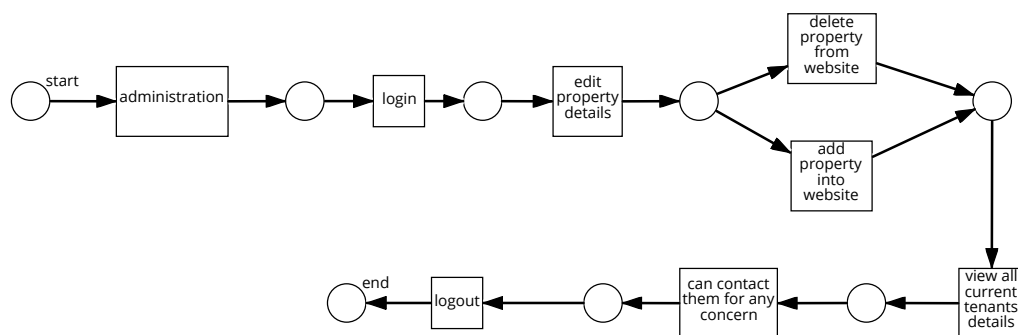 start
administration
login
edit
property
details
delete
property
from
website
add
property
into
website
view all
current
tenants
details
can contact
them for any
concern
logout
end